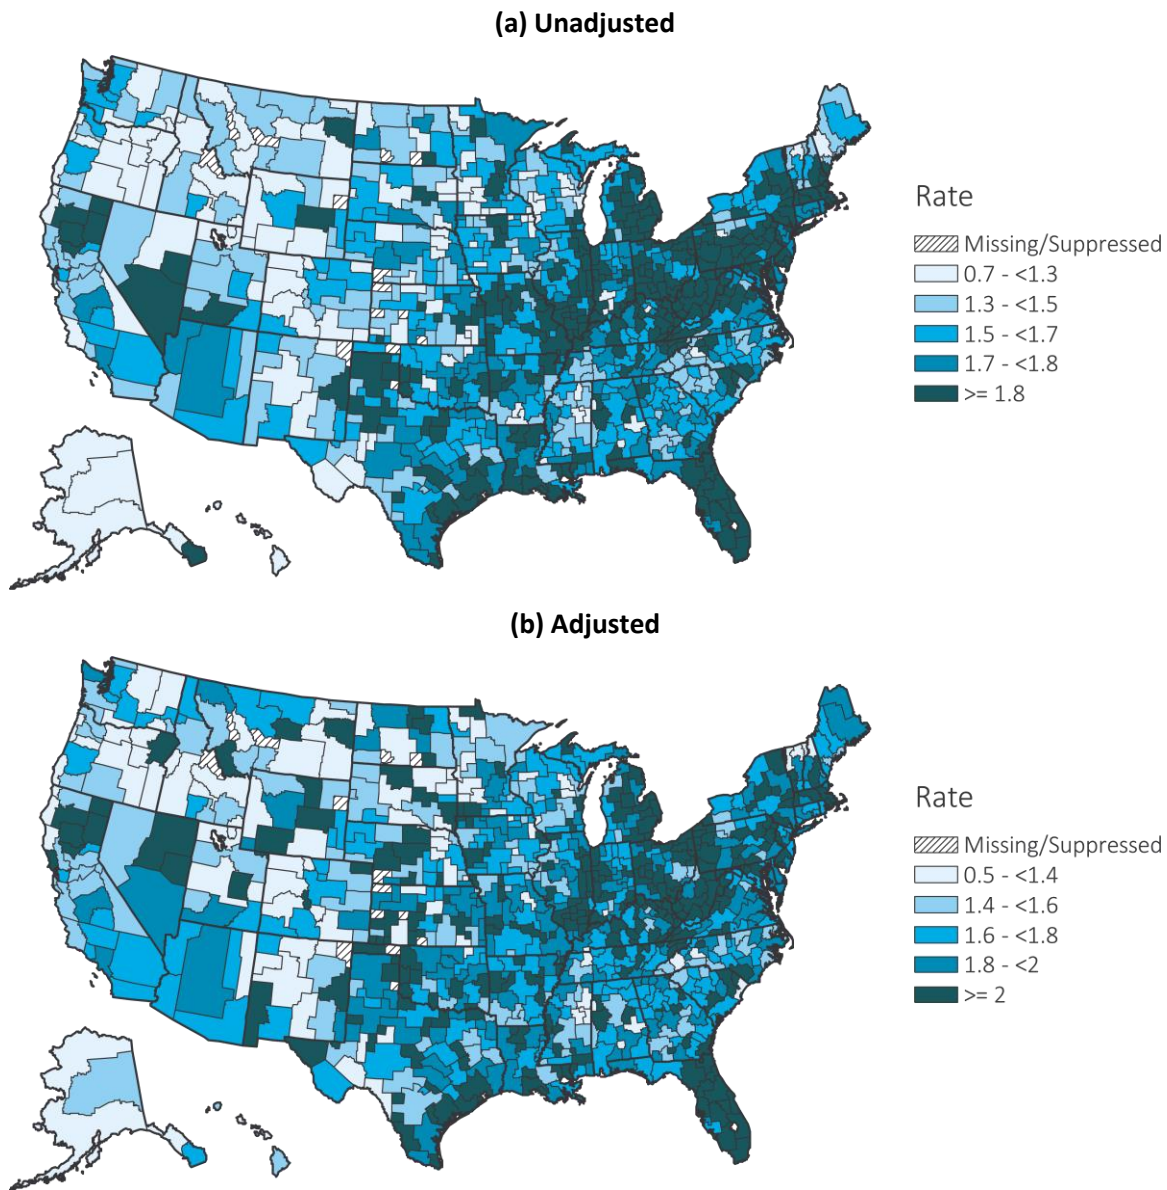 (a) Unadjusted
Rate
Missing/Suppressed
0.7 - <1.3
1.3 - <1.5
1.5 - <1.7
1.7 - <1.8
>= 1.8
(b) Adjusted
Rate
Missing/Suppressed
0.5 - <1.4
1.4 - <1.6
1.6 - <1.8
1.8 - <2
>= 2